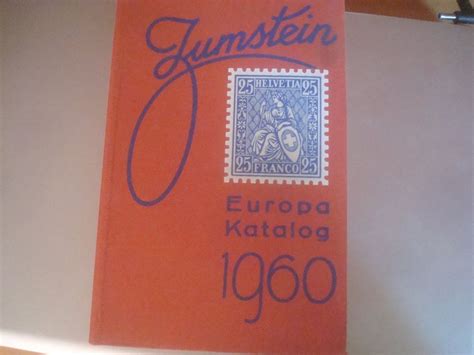 Zumstein
25 HELVETIA 25
25 FRANCO 25
Europa
Katalog
1960